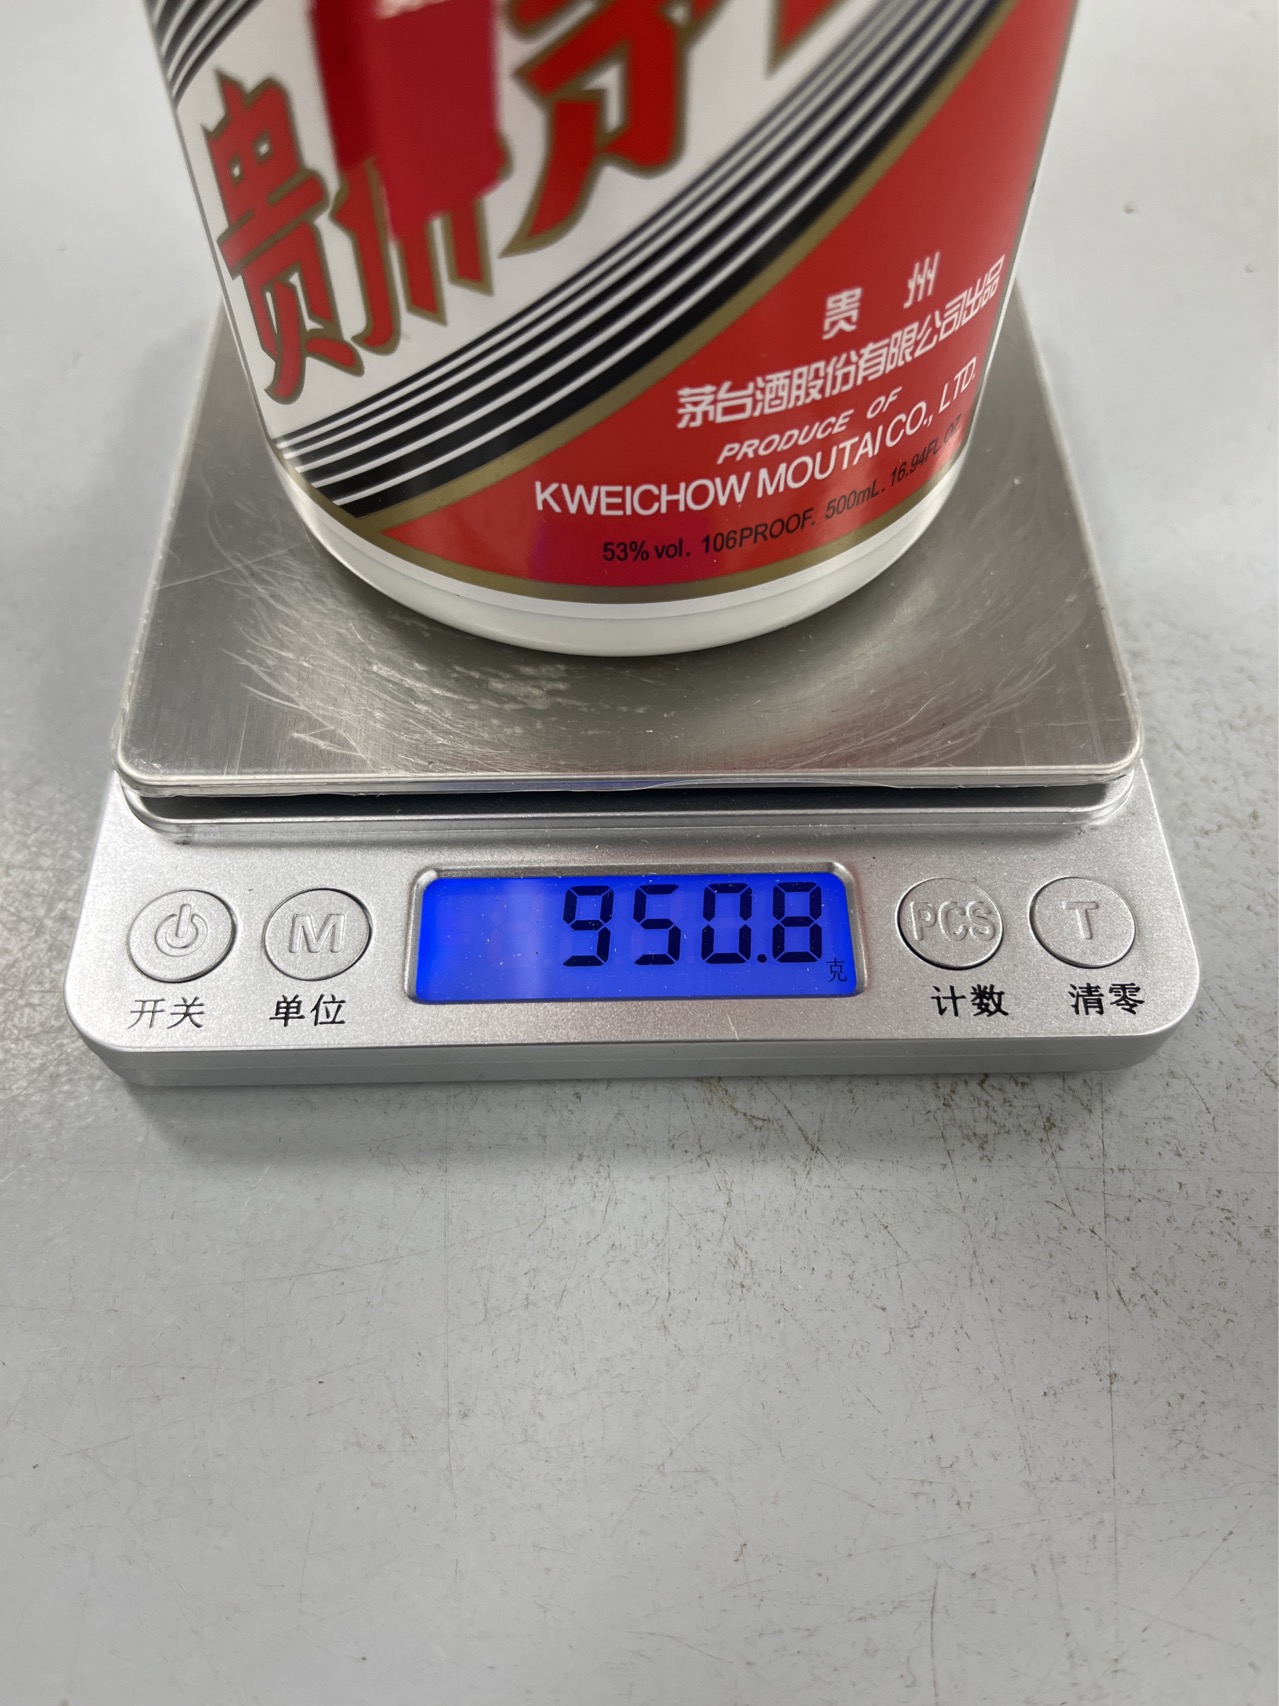 贵州茅
贵 州
茅台酒股份有限公司出品
PRODUCE OF
KWEICHOW MOUTAI CO., LTD.
53% vol. 106PROOF. 500mL. 16.94FL.OZ
950.8
克
M
PCS
T
开关
单位
计数
清零